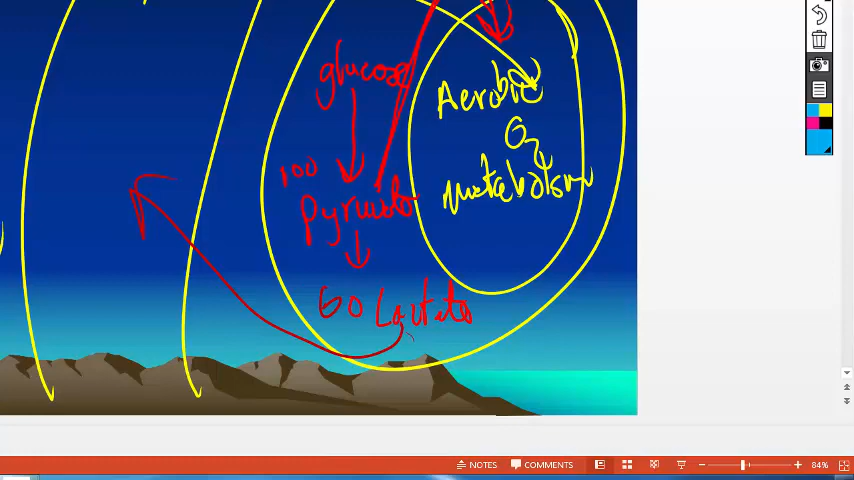 glucose
Aerobic
O2
metabolism
100
Pyruvate
60 Lactate
NOTES
COMMENTS
84%